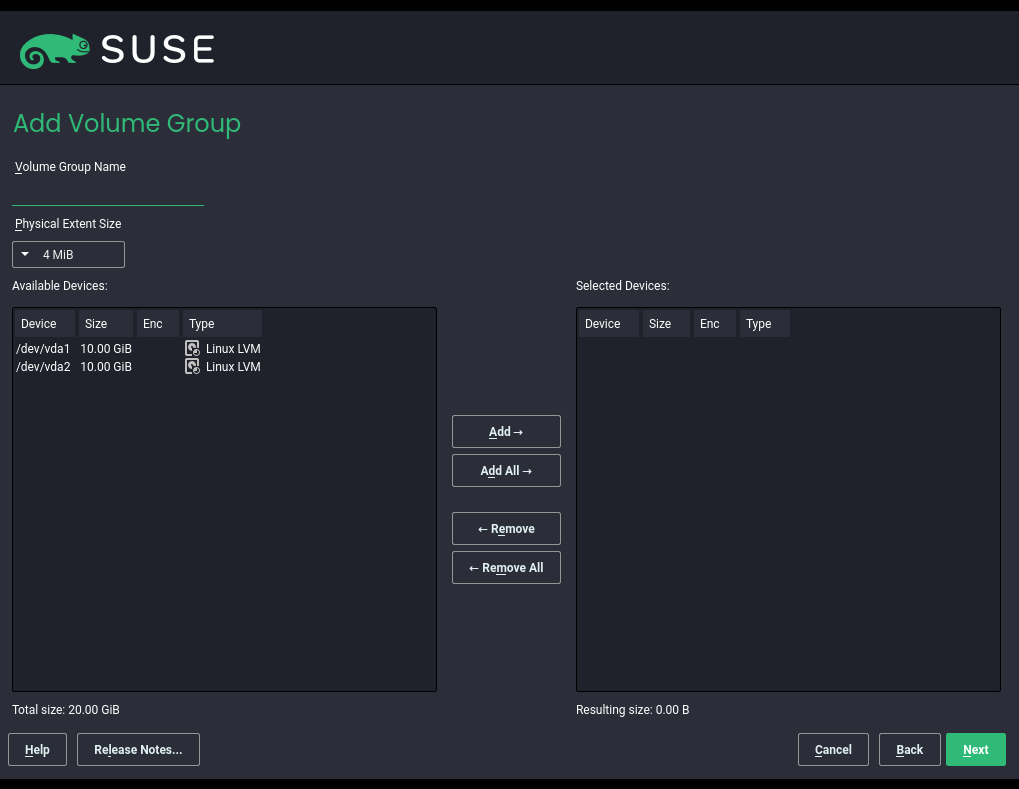 SUSE
Add Volume Group
Volume Group Name
Physical Extent Size
4 MiB
Available Devices:
Selected Devices:
Device Size Enc Type
Device Size Enc Type
/dev/vda1 10.00 GiB Linux LVM
/dev/vda2 10.00 GiB Linux LVM
Add →
Add All →
← Remove
← Remove All
Total size: 20.00 GiB
Resulting size: 0.00 B
Help Release Notes... Cancel Back Next